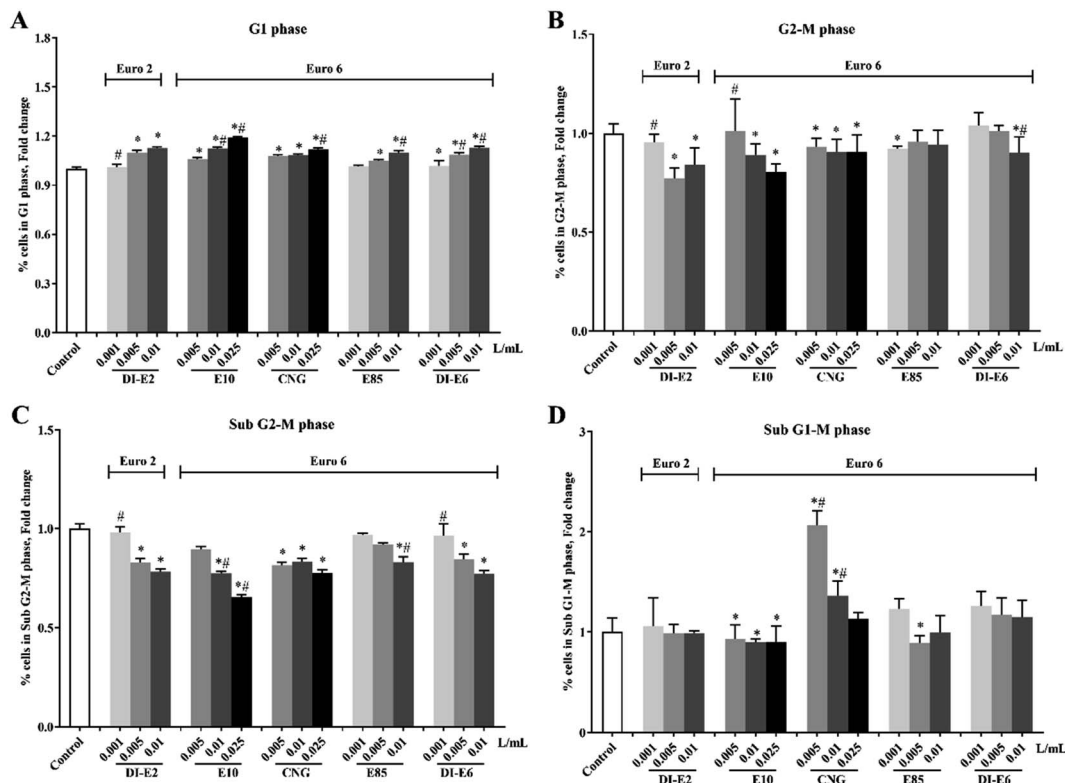 A
G1 phase
Euro 2
Euro 6
% cells in G1 phase, Fold change
1.8
1.5
1.2
0.9
0.6
0.3
0.0
# * * * *# *# * * *# * *# * *# *#
Control 0.001 0.005 0.01 0.005 0.01 0.025 0.005 0.01 0.025 0.001 0.005 0.01 0.001 0.005 0.01 L/mL
DI-E2 E10 CNG E85 DI-E6
B
G2-M phase
Euro 2
Euro 6
% cells in G2-M phase, Fold change
1.5
1.0
0.5
0.0
# * * # * * * * * * *#
Control 0.001 0.005 0.01 0.005 0.01 0.025 0.005 0.01 0.025 0.001 0.005 0.01 0.001 0.005 0.01 L/mL
DI-E2 E10 CNG E85 DI-E6
C
Sub G2-M phase
Euro 2
Euro 6
% cells in Sub G2-M phase, Fold change
1.5
1.0
0.5
0.0
# * * *# *# * * * *# # * *
Control 0.001 0.005 0.01 0.005 0.01 0.025 0.005 0.01 0.025 0.001 0.005 0.01 0.001 0.005 0.01 L/mL
DI-E2 E10 CNG E85 DI-E6
D
Sub G1-M phase
Euro 2
Euro 6
% cells in Sub G1-M phase, Fold change
3
2
1
0
* * * *# *# *
Control 0.001 0.005 0.01 0.005 0.01 0.025 0.005 0.01 0.025 0.001 0.005 0.01 0.001 0.005 0.01 L/mL
DI-E2 E10 CNG E85 DI-E6